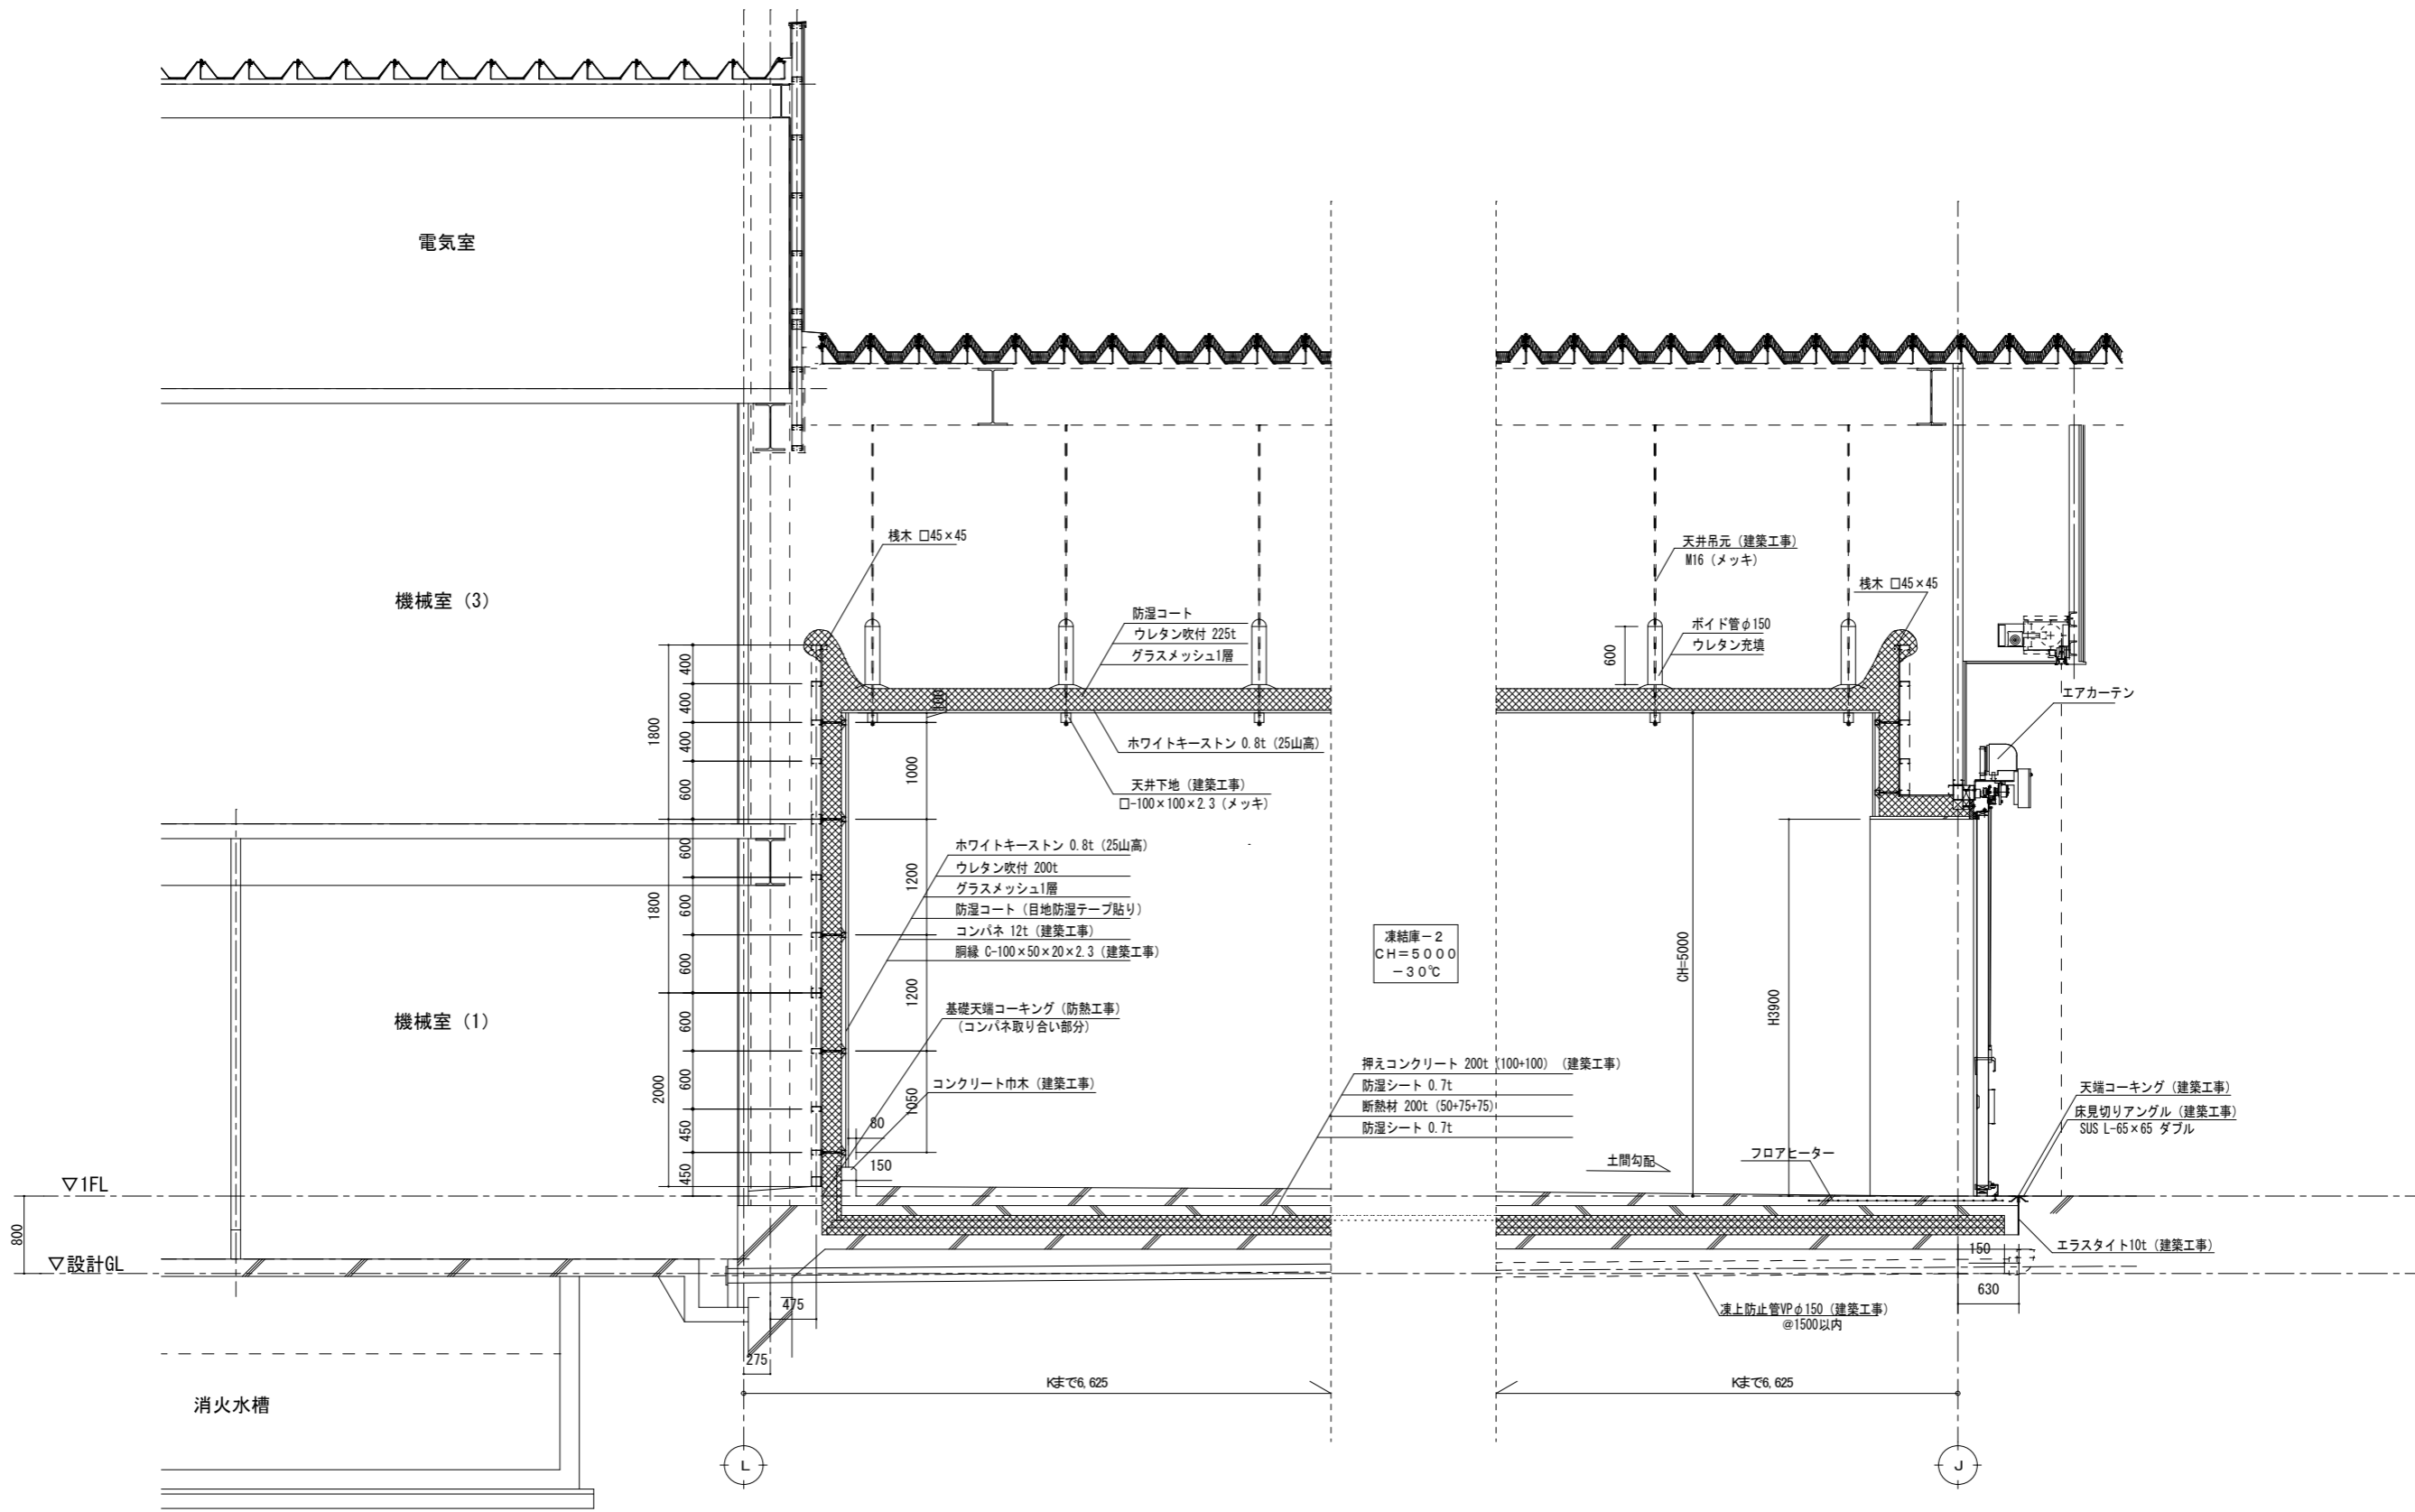 電気室
機械室（3）
機械室（1）
消火水槽
▽1FL
▽設計GL
800
桟木 □45×45
防湿コート
ウレタン吹付 225t
グラスメッシュ1層
ホワイトキーストン 0.8t（25山高）
天井下地（建築工事）
□-100×100×2.3（メッキ）
天井吊元（建築工事）
M16（メッキ）
桟木 □45×45
ボイド管φ150
ウレタン充填
600
エアカーテン
1800
1800
2000
400
400
400
600
600
600
600
600
600
450
450
100
1000
1200
1200
1050
80
150
ホワイトキーストン 0.8t（25山高）
ウレタン吹付 200t
グラスメッシュ1層
防湿コート（目地防湿テープ貼り）
コンパネ 12t（建築工事）
胴縁 C-100×50×20×2.3（建築工事）
基礎天端コーキング（防熱工事）
（コンパネ取り合い部分）
コンクリート巾木（建築工事）
凍結庫－2
CH＝5000
－30℃
CH=5000
H3900
押えコンクリート 200t（100+100）（建築工事）
防湿シート 0.7t
断熱材 200t（50+75+75）
防湿シート 0.7t
土間勾配
フロアヒーター
天端コーキング（建築工事）
床見切りアングル（建築工事）
SUS L-65×65 ダブル
エラスタイト10t（建築工事）
150
630
凍上防止管VPφ150（建築工事）
@1500以内
475
275
Kまで6,625
Kまで6,625
L
J